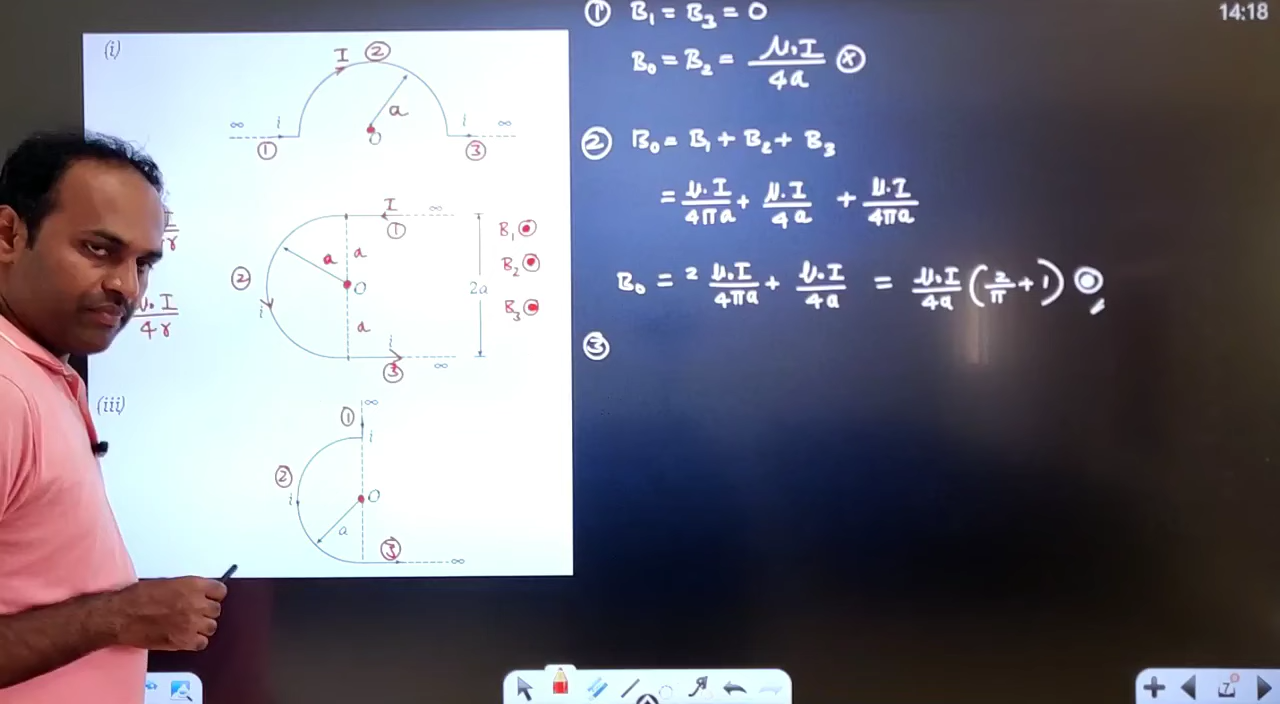 14:18
① B₁ = B₃ = 0
B₀ = B₂ = μ₀I/4a ⊗
② B₀ = B₁ + B₂ + B₃
= μ₀I/4πa + μ₀I/4a + μ₀I/4πa
B₀ = 2 μ₀I/4πa + μ₀I/4a = μ₀I/4a (2/π + 1) ⊙
③
(i)
I ②
a
∞ i O i ∞
① ③
I ∞
①
a a
② O 2a
i a
i
③ ∞
B₁ ⊙
B₂ ⊙
B₃ ⊙
I
r
μ₀I
4r
(iii)
① ∞
i
②
i O
a
③ ∞
7